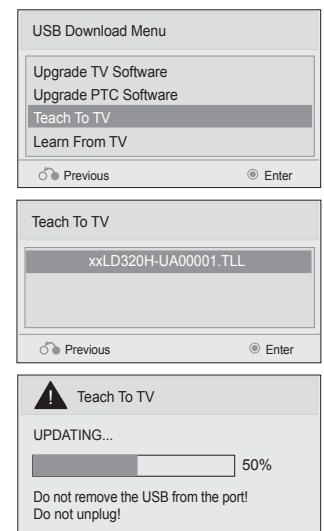 USB Download Menu
Upgrade TV Software
Upgrade PTC Software
Teach To TV
Learn From TV
Previous Enter
Teach To TV
xxLD320H-UA00001.TLL
Previous Enter
! Teach To TV
UPDATING...
50%
Do not remove the USB from the port!
Do not unplug!